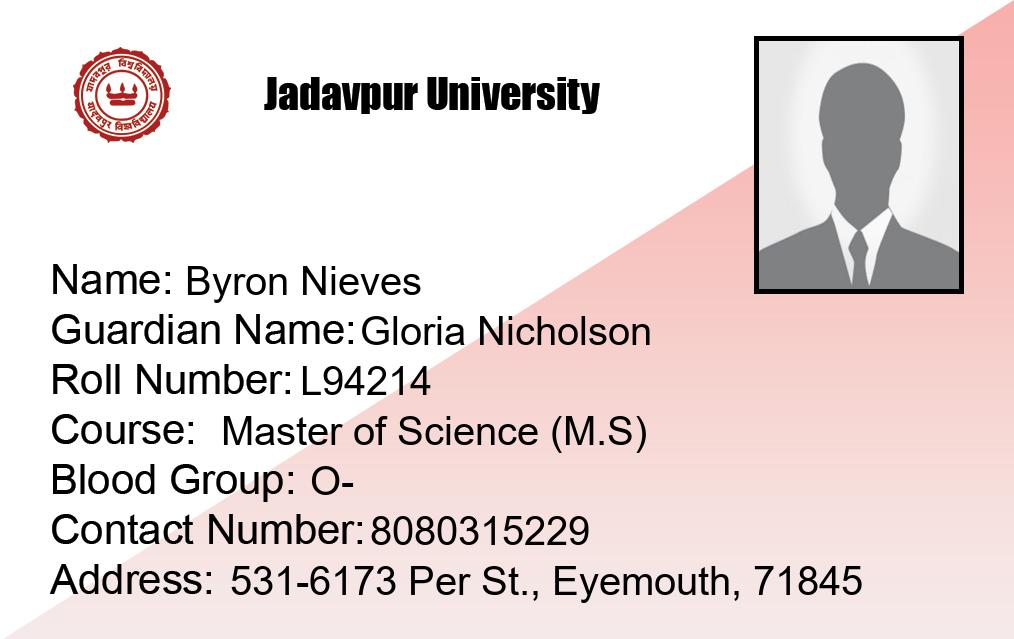 যাদবপুর বিশ্ববিদ্যালয়
Jadavpur University
Name: Byron Nieves
Guardian Name: Gloria Nicholson
Roll Number: L94214
Course: Master of Science (M.S)
Blood Group: O-
Contact Number: 8080315229
Address: 531-6173 Per St., Eyemouth, 71845